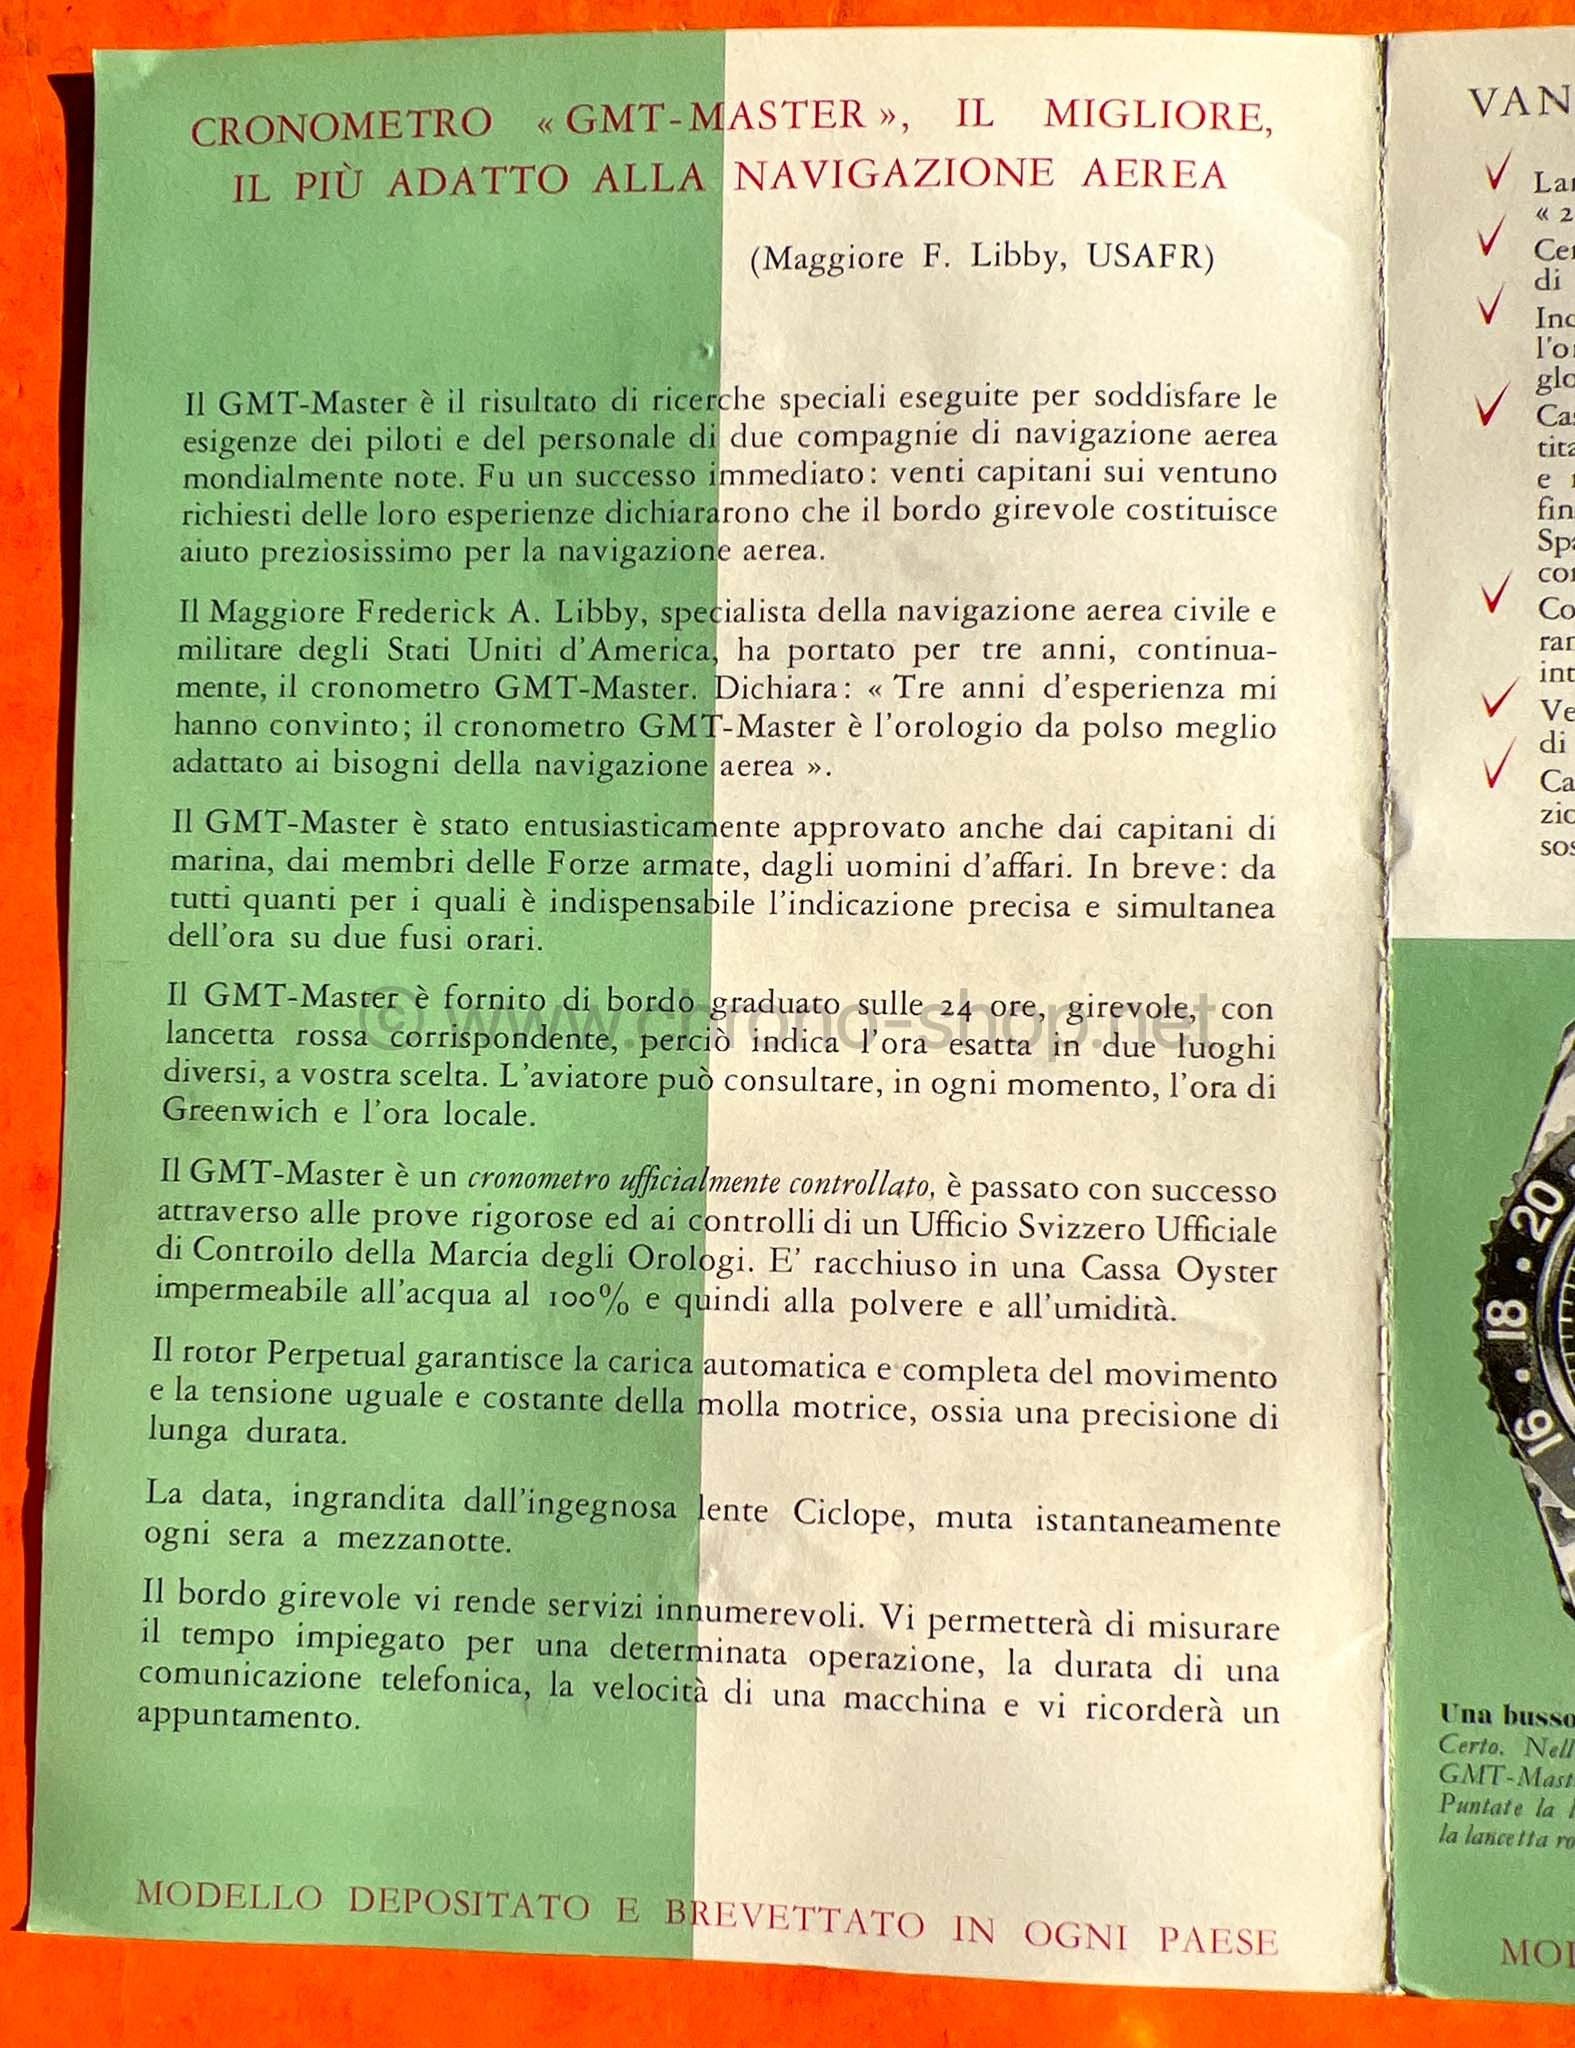 CRONOMETRO « GMT-MASTER », IL MIGLIORE,
IL PIÙ ADATTO ALLA NAVIGAZIONE AEREA
(Maggiore F. Libby, USAFR)
Il GMT-Master è il risultato di ricerche speciali eseguite per soddisfare le
esigenze dei piloti e del personale di due compagnie di navigazione aerea
mondialmente note. Fu un successo immediato: venti capitani sui ventuno
richiesti delle loro esperienze dichiararono che il bordo girevole costituisce
aiuto preziosissimo per la navigazione aerea.
Il Maggiore Frederick A. Libby, specialista della navigazione aerea civile e
militare degli Stati Uniti d'America, ha portato per tre anni, continua-
mente, il cronometro GMT-Master. Dichiara: « Tre anni d'esperienza mi
hanno convinto; il cronometro GMT-Master è l'orologio da polso meglio
adattato ai bisogni della navigazione aerea ».
Il GMT-Master è stato entusiasticamente approvato anche dai capitani di
marina, dai membri delle Forze armate, dagli uomini d'affari. In breve: da
tutti quanti per i quali è indispensabile l'indicazione precisa e simultanea
dell'ora su due fusi orari.
Il GMT-Master è fornito di bordo graduato sulle 24 ore, girevole, con
lancetta rossa corrispondente, perciò indica l'ora esatta in due luoghi
diversi, a vostra scelta. L'aviatore può consultare, in ogni momento, l'ora di
Greenwich e l'ora locale.
© www.chrono-shop.net
Il GMT-Master è un cronometro ufficialmente controllato, è passato con successo
attraverso alle prove rigorose ed ai controlli di un Ufficio Svizzero Ufficiale
di Controilo della Marcia degli Orologi. E' racchiuso in una Cassa Oyster
impermeabile all'acqua al 100% e quindi alla polvere e all'umidità.
Il rotor Perpetual garantisce la carica automatica e completa del movimento
e la tensione uguale e costante della molla motrice, ossia una precisione di
lunga durata.
La data, ingrandita dall'ingegnosa lente Ciclope, muta istantaneamente
ogni sera a mezzanotte.
Il bordo girevole vi rende servizi innumerevoli. Vi permetterà di misurare
il tempo impiegato per una determinata operazione, la durata di una
comunicazione telefonica, la velocità di una macchina e vi ricorderà un
appuntamento.
MODELLO DEPOSITATO E BREVETTATO IN OGNI PAESE
VAN
« 2
di
l'o
e
fin
int
di
20
18
16
Una
Certo.
Puntate la
la lancetta